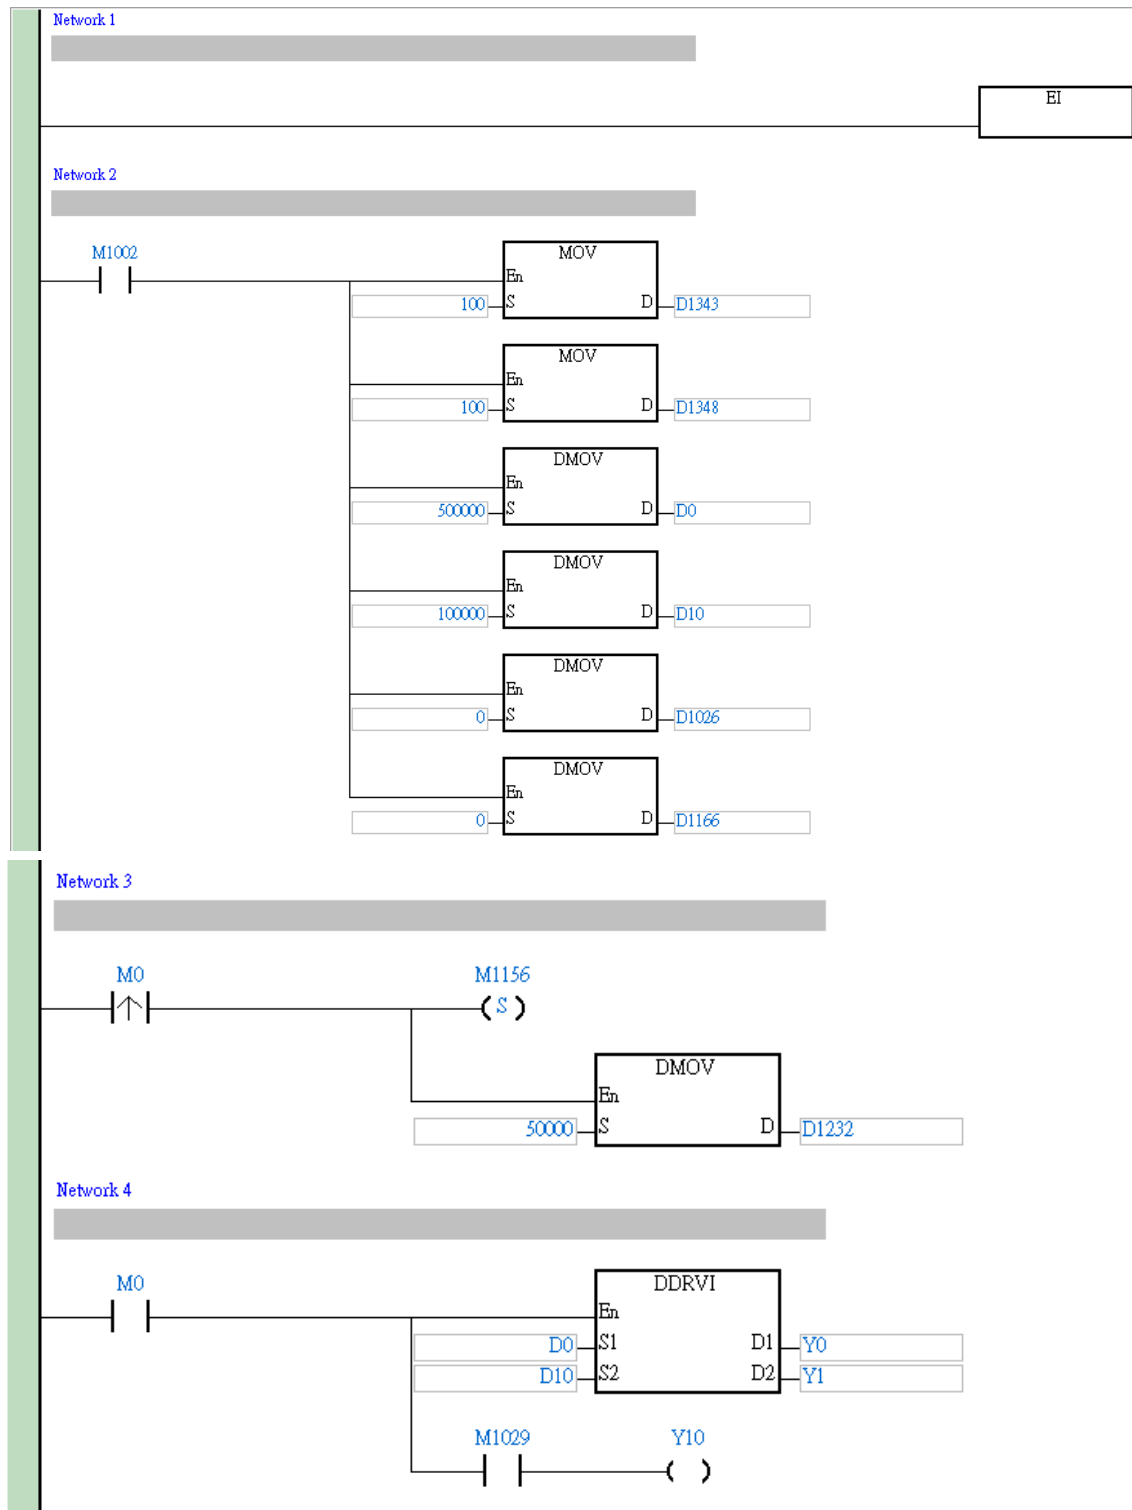 Network 1
EI
Network 2
M1002
MOV
En
100 S D D1343
MOV
En
100 S D D1348
DMOV
En
500000 S D D0
DMOV
En
100000 S D D10
DMOV
En
0 S D D1026
DMOV
En
0 S D D1166
Network 3
M0 M1156
S
DMOV
En
50000 S D D1232
Network 4
M0 DDRVI
En
D0 S1 D1 Y0
D10 S2 D2 Y1
M1029 Y10